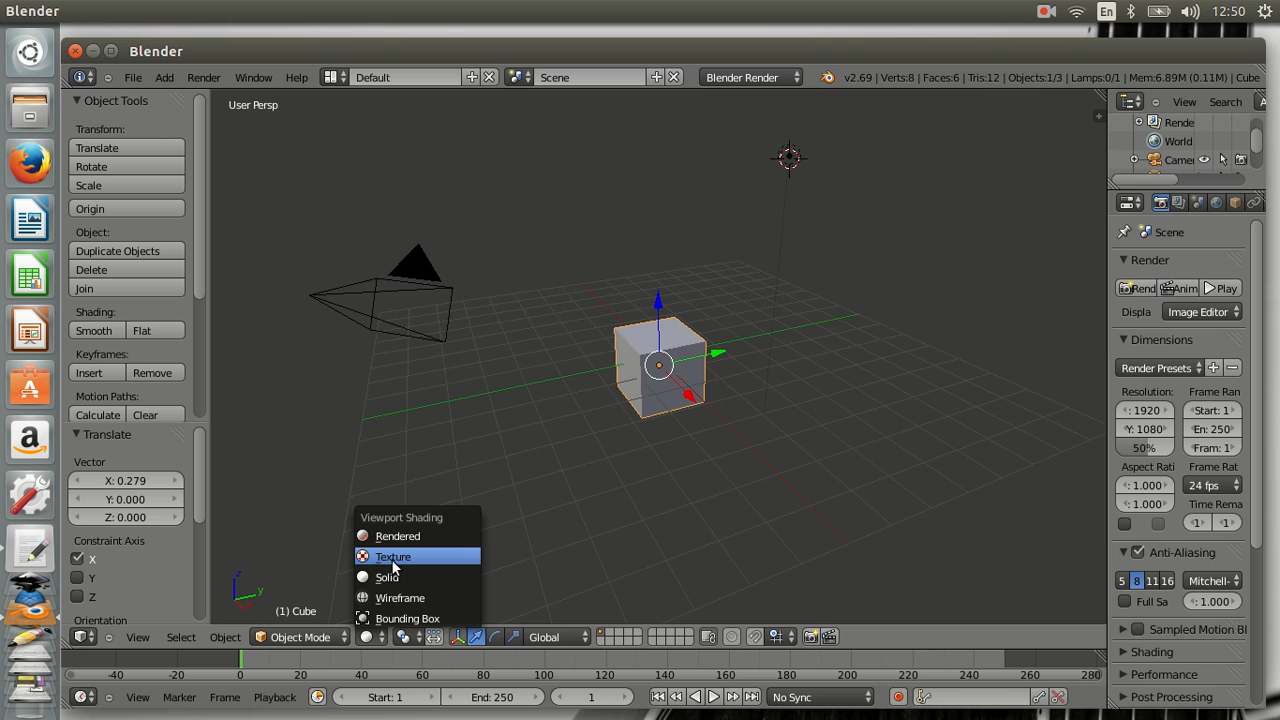 Blender
En
12:50
Blender
File Add Render Window Help
Default
Scene
Blender Render
v2.69 | Verts:8 | Faces:6 | Tris:12 | Objects:1/3 | Lamps:0/1 | Mem:6.89M (0.11M) | Cube
Object Tools
Transform:
Translate
Rotate
Scale
Origin
Object:
Duplicate Objects
Delete
Join
Shading:
Smooth Flat
Keyframes:
Insert Remove
Motion Paths:
Calculate Clear
Translate
Vector
X: 0.279
Y: 0.000
Z: 0.000
Constraint Axis
X
Y
Z
Orientation
User Persp
Viewport Shading
Rendered
Texture
Solid
Wireframe
Bounding Box
z
y
x
(1) Cube
View Select Object
Object Mode
Global
View Search
Rende
World
Came
Scene
Render
Rend Anim Play
Displa Image Editor
Dimensions
Render Presets
Resolution: Frame Ran
: 1920 Start: 1
Y: 1080 En: 250
50% Fram: 1
Aspect Rati Frame Rat
: 1.000 24 fps
: 1.000 Time Rema
1 1
Anti-Aliasing
5 8 11 16 Mitchell-
Full Sa : 1.000
Sampled Motion Bl
Shading
Performance
Post Processing
-40 -20 0 20 40 60 80 100 120 140 160 180 200 220 240 260 280
View Marker Frame Playback
Start: 1
End: 250
1
No Sync